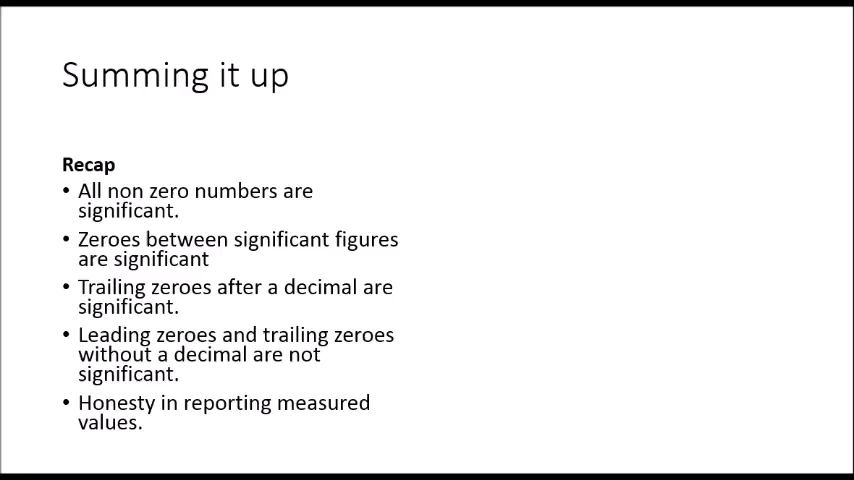 Summing it up
Recap
• All non zero numbers are
significant.
• Zeroes between significant figures
are significant
• Trailing zeroes after a decimal are
significant.
• Leading zeroes and trailing zeroes
without a decimal are not
significant.
• Honesty in reporting measured
values.